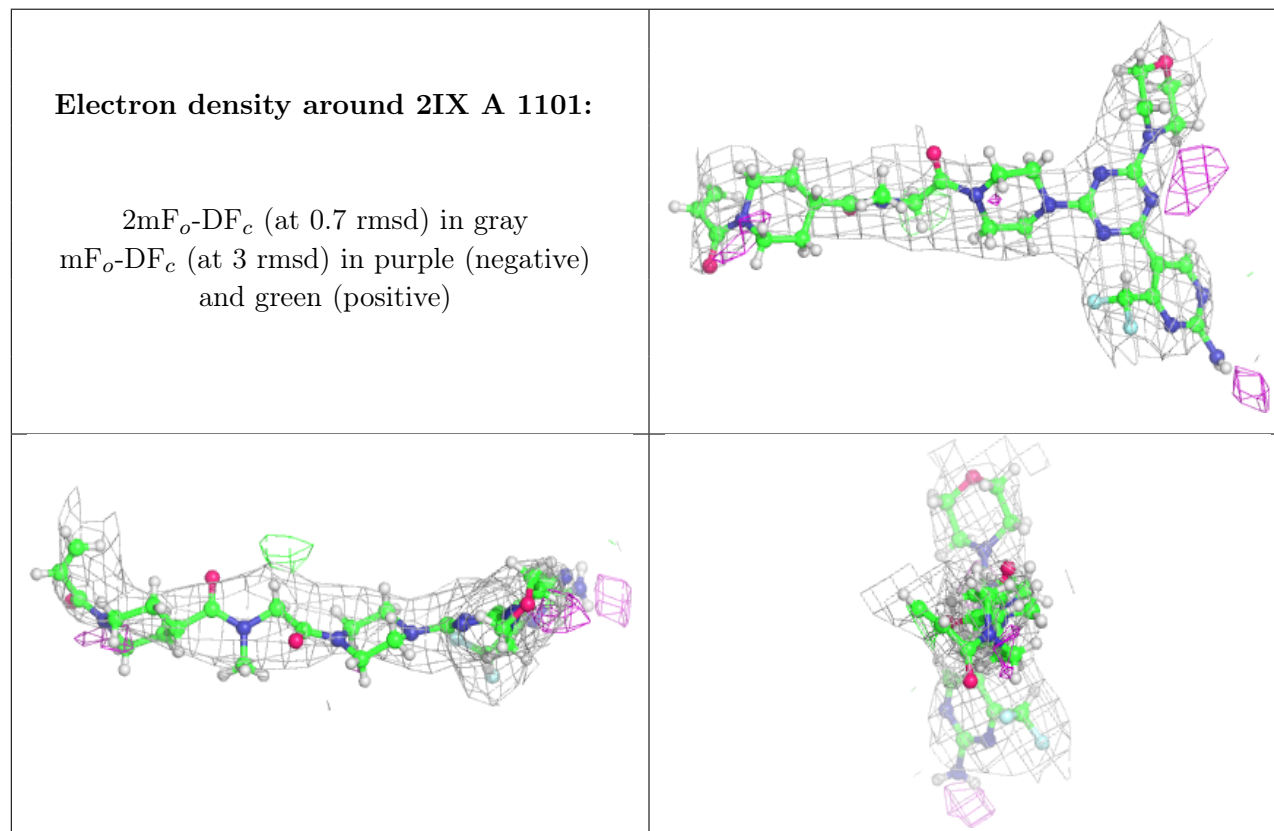 Electron density around 2IX A 1101:
2mFo-DFc (at 0.7 rmsd) in gray
mFo-DFc (at 3 rmsd) in purple (negative)
and green (positive)